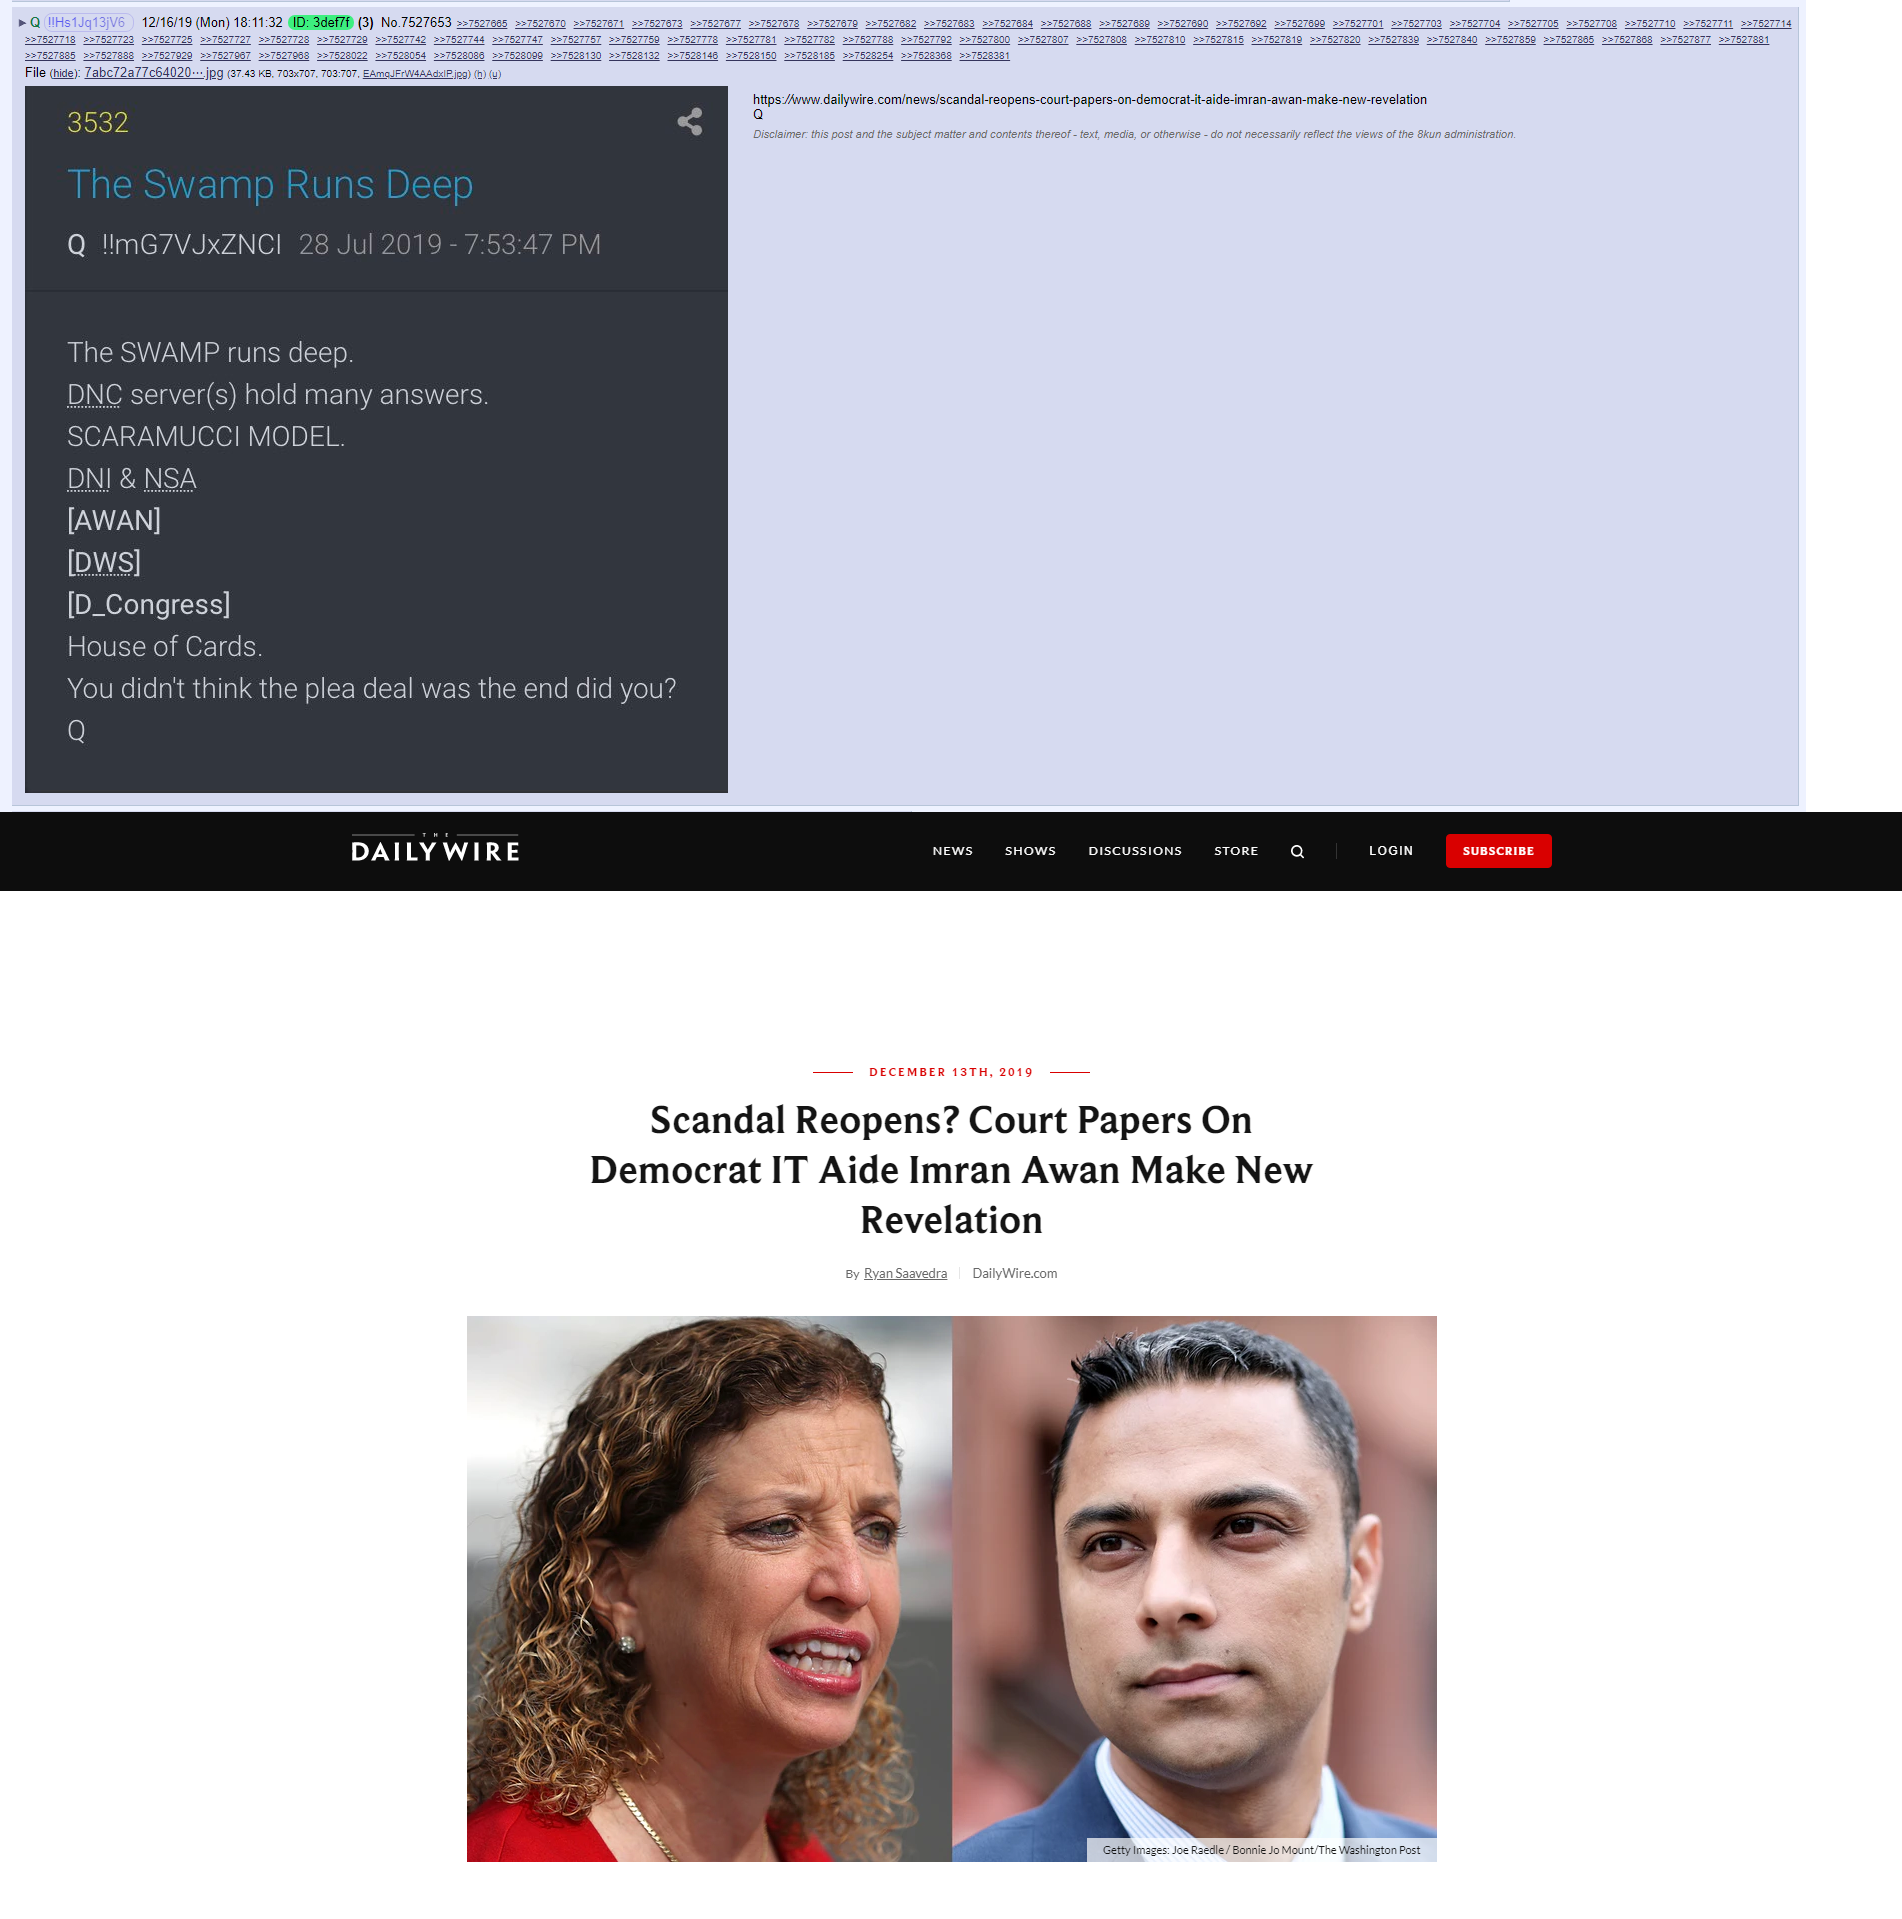 ▶ Q !!Hs1Jq13jV6 12/16/19 (Mon) 18:11:32 ID: 3def7f (3) No.7527653 >>7527665 >>7527670 >>7527671 >>7527673 >>7527677 >>7527678 >>7527679 >>7527682 >>7527683 >>7527684 >>7527688 >>7527689 >>7527690 >>7527692 >>7527699 >>7527701 >>7527703 >>7527704 >>7527705 >>7527708 >>7527710 >>7527711 >>7527714
>>7527718 >>7527723 >>7527725 >>7527727 >>7527728 >>7527729 >>7527742 >>7527744 >>7527747 >>7527757 >>7527759 >>7527778 >>7527781 >>7527782 >>7527788 >>7527792 >>7527800 >>7527807 >>7527808 >>7527810 >>7527815 >>7527819 >>7527820 >>7527839 >>7527840 >>7527859 >>7527865 >>7527868 >>7527877 >>7527881
>>7527885 >>7527888 >>7527929 >>7527967 >>7527968 >>7528022 >>7528054 >>7528086 >>7528099 >>7528130 >>7528132 >>7528146 >>7528150 >>7528185 >>7528254 >>7528368 >>7528381
File (hide): 7abc72a77c64020⋯.jpg (37.43 KB, 703x707, 703:707, EAmqJFrW4AAdxIP.jpg) (h) (u)
3532
The Swamp Runs Deep
Q !!mG7VJxZNCI 28 Jul 2019 - 7:53:47 PM
The SWAMP runs deep.
DNC server(s) hold many answers.
SCARAMUCCI MODEL.
DNI & NSA
[AWAN]
[DWS]
[D_Congress]
House of Cards.
You didn't think the plea deal was the end did you?
Q
https://www.dailywire.com/news/scandal-reopens-court-papers-on-democrat-it-aide-imran-awan-make-new-revelation
Q
Disclaimer: this post and the subject matter and contents thereof - text, media, or otherwise - do not necessarily reflect the views of the 8kun administration.
THE
DAILYWIRE
NEWS SHOWS DISCUSSIONS STORE LOGIN SUBSCRIBE
DECEMBER 13TH, 2019
Scandal Reopens? Court Papers On
Democrat IT Aide Imran Awan Make New
Revelation
By Ryan Saavedra DailyWire.com
Getty Images: Joe Raedle / Bonnie Jo Mount/The Washington Post